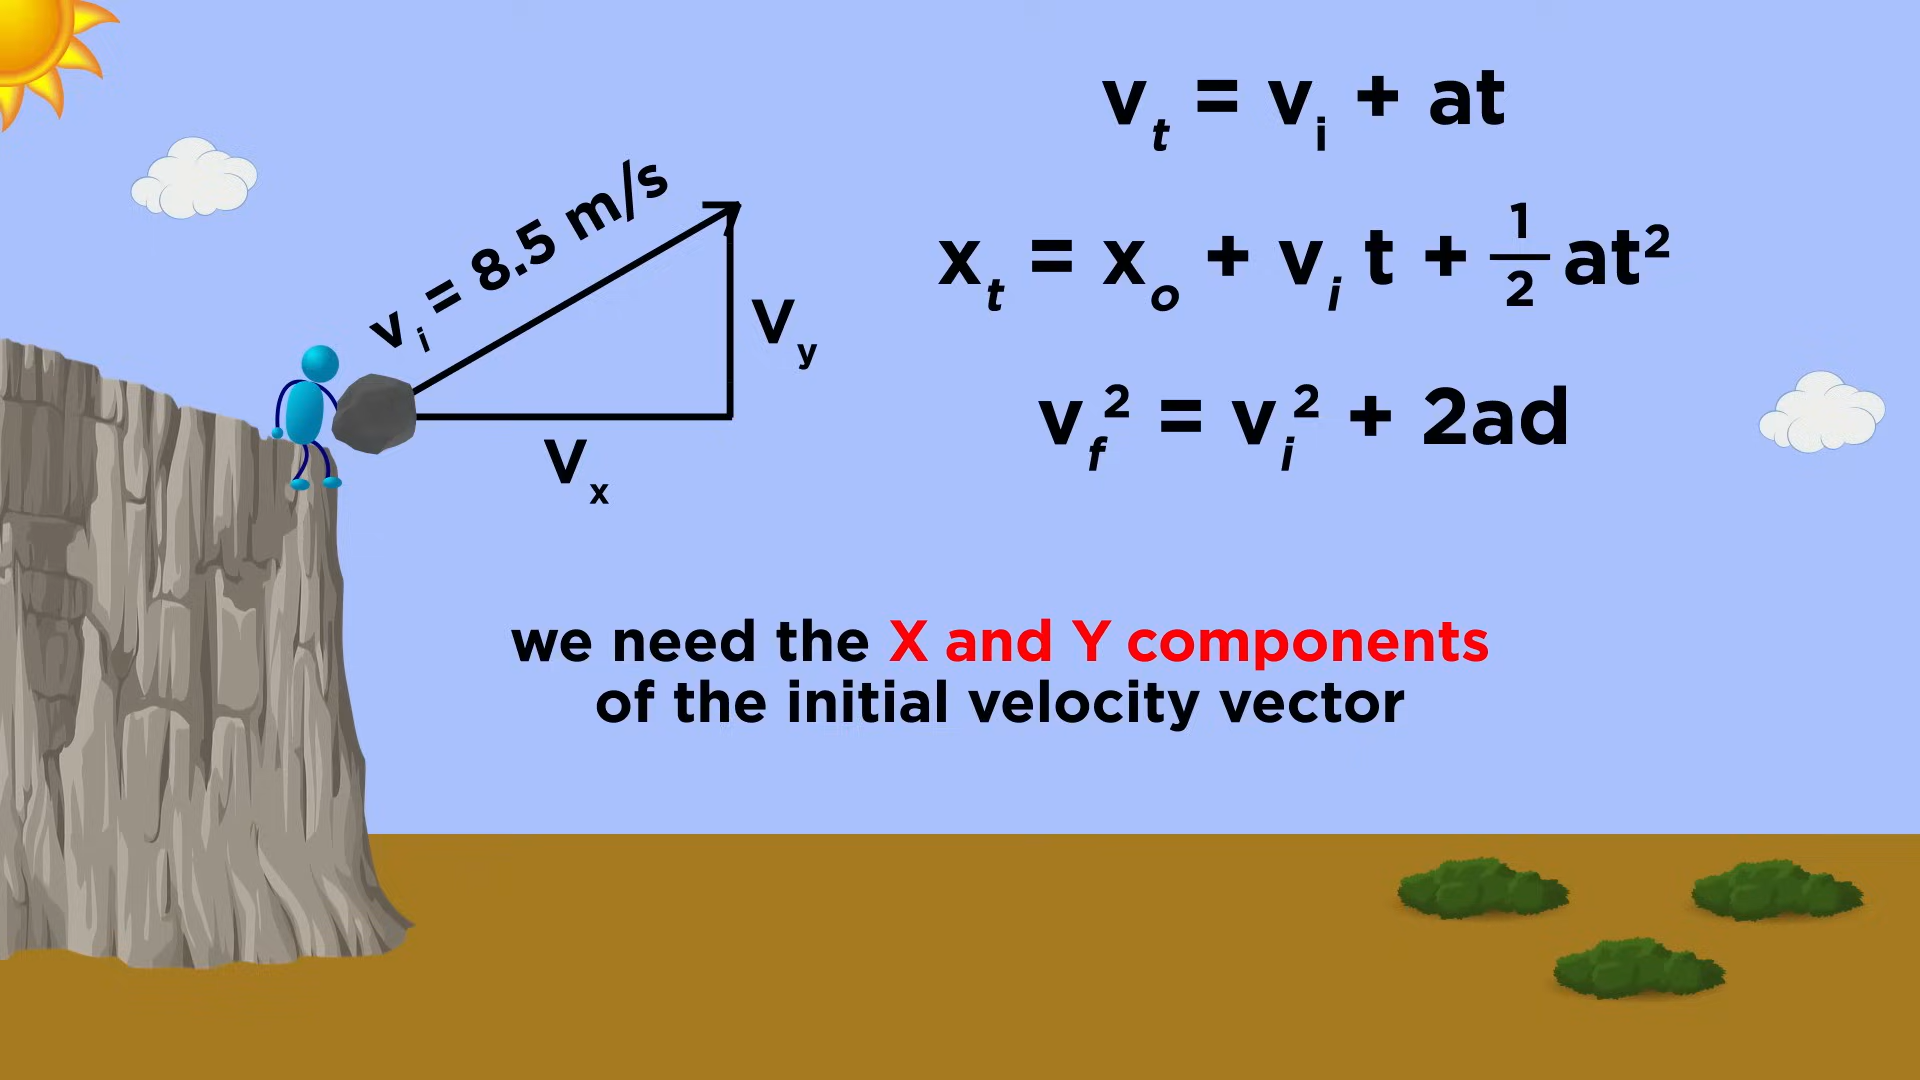 vₜ = vᵢ + at
vᵢ = 8.5 m/s
xₜ = xₒ + vᵢ t + ½ at²
Vy
v_f² = vᵢ² + 2ad
Vₓ
we need the X and Y components
of the initial velocity vector